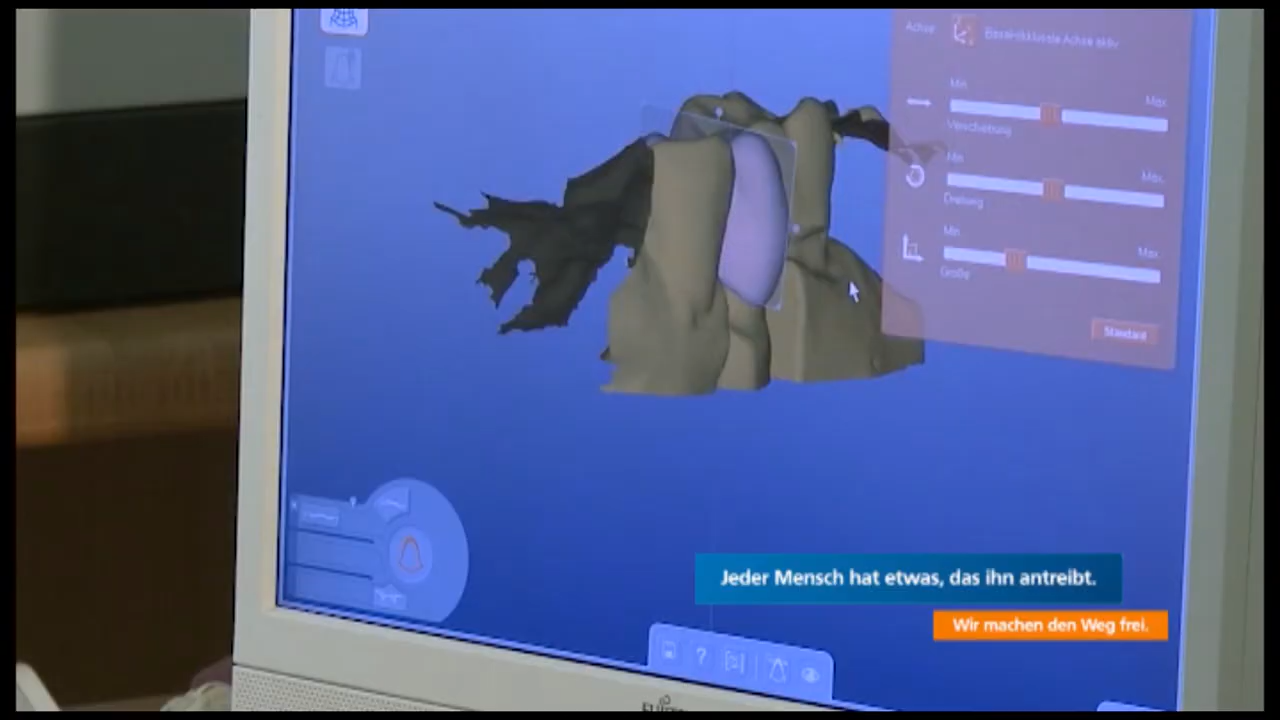 Achse
Min
Max
Verschiebung
Min
Max
Drehung
Min
Max
Größe
Standard
Jeder Mensch hat etwas, das ihn antreibt.
Wir machen den Weg frei.
?